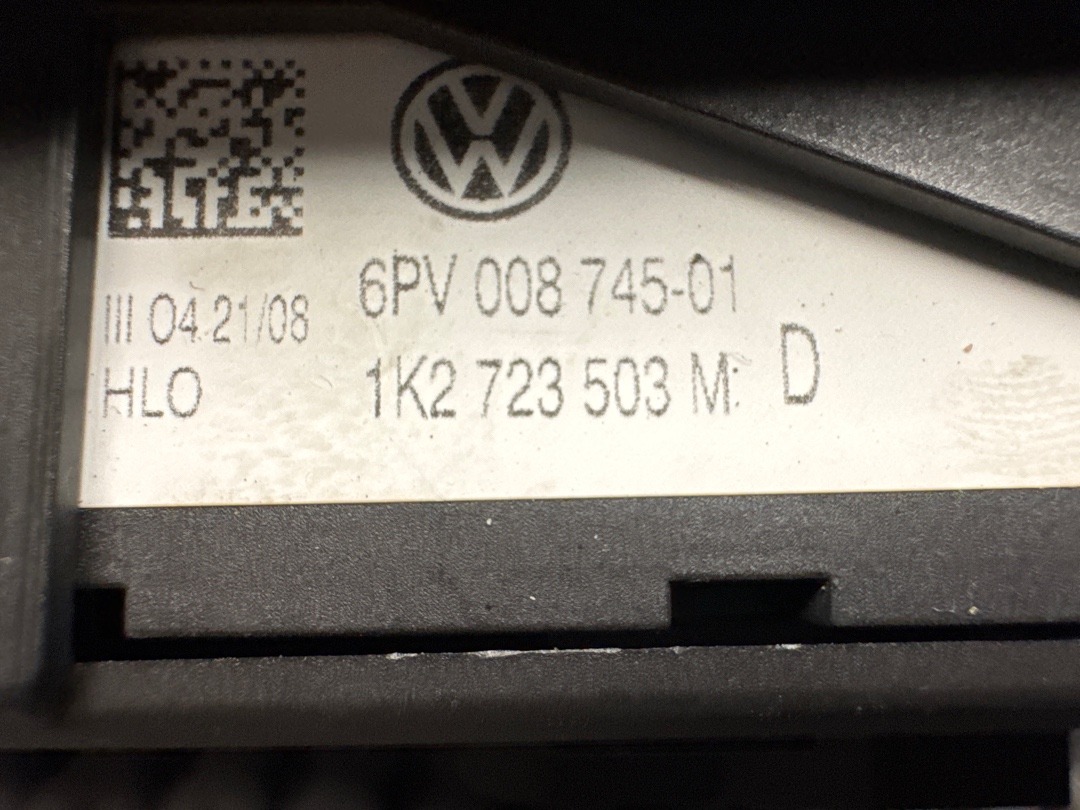 6PV 008 745-01
III 04.21/08
HLO
1K2 723 503 M
D